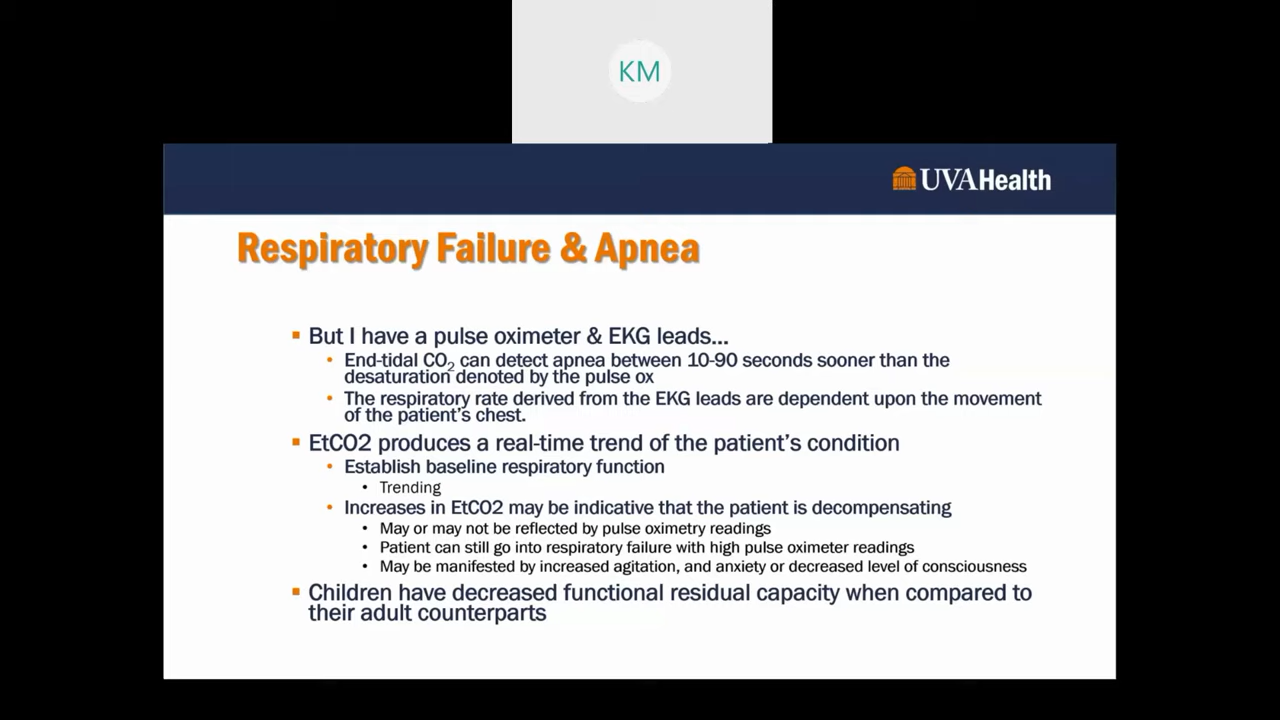 KM
UVAHealth
Respiratory Failure & Apnea
But I have a pulse oximeter & EKG leads...
End-tidal CO2 can detect apnea between 10-90 seconds sooner than the
desaturation denoted by the pulse ox
The respiratory rate derived from the EKG leads are dependent upon the movement
of the patient's chest.
EtCO2 produces a real-time trend of the patient's condition
Establish baseline respiratory function
Trending
Increases in EtCO2 may be indicative that the patient is decompensating
May or may not be reflected by pulse oximetry readings
Patient can still go into respiratory failure with high pulse oximeter readings
May be manifested by increased agitation, and anxiety or decreased level of consciousness
Children have decreased functional residual capacity when compared to
their adult counterparts